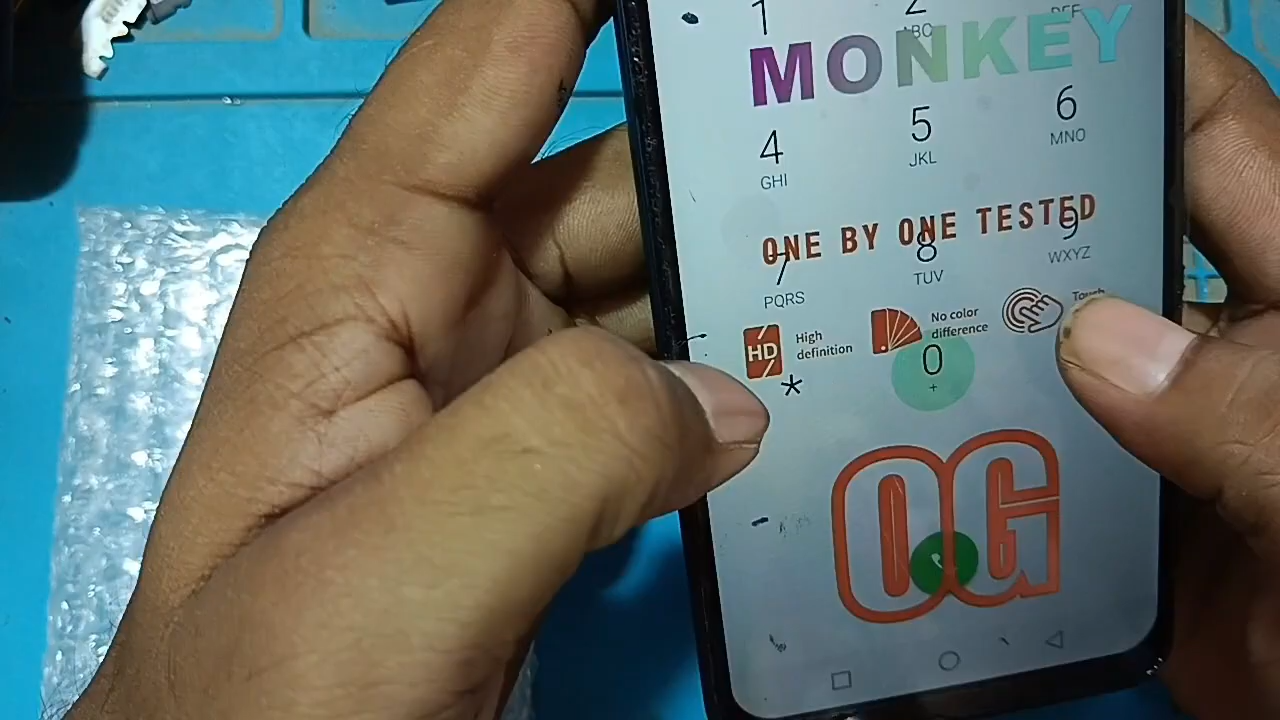 1 2 DEF
ABC
MONKEY
4 5 6
GHI JKL MNO
ONE BY ONE TESTED
7 8 9
PQRS TUV WXYZ
HD High definition
No color difference
Touch
* 0
+
OG